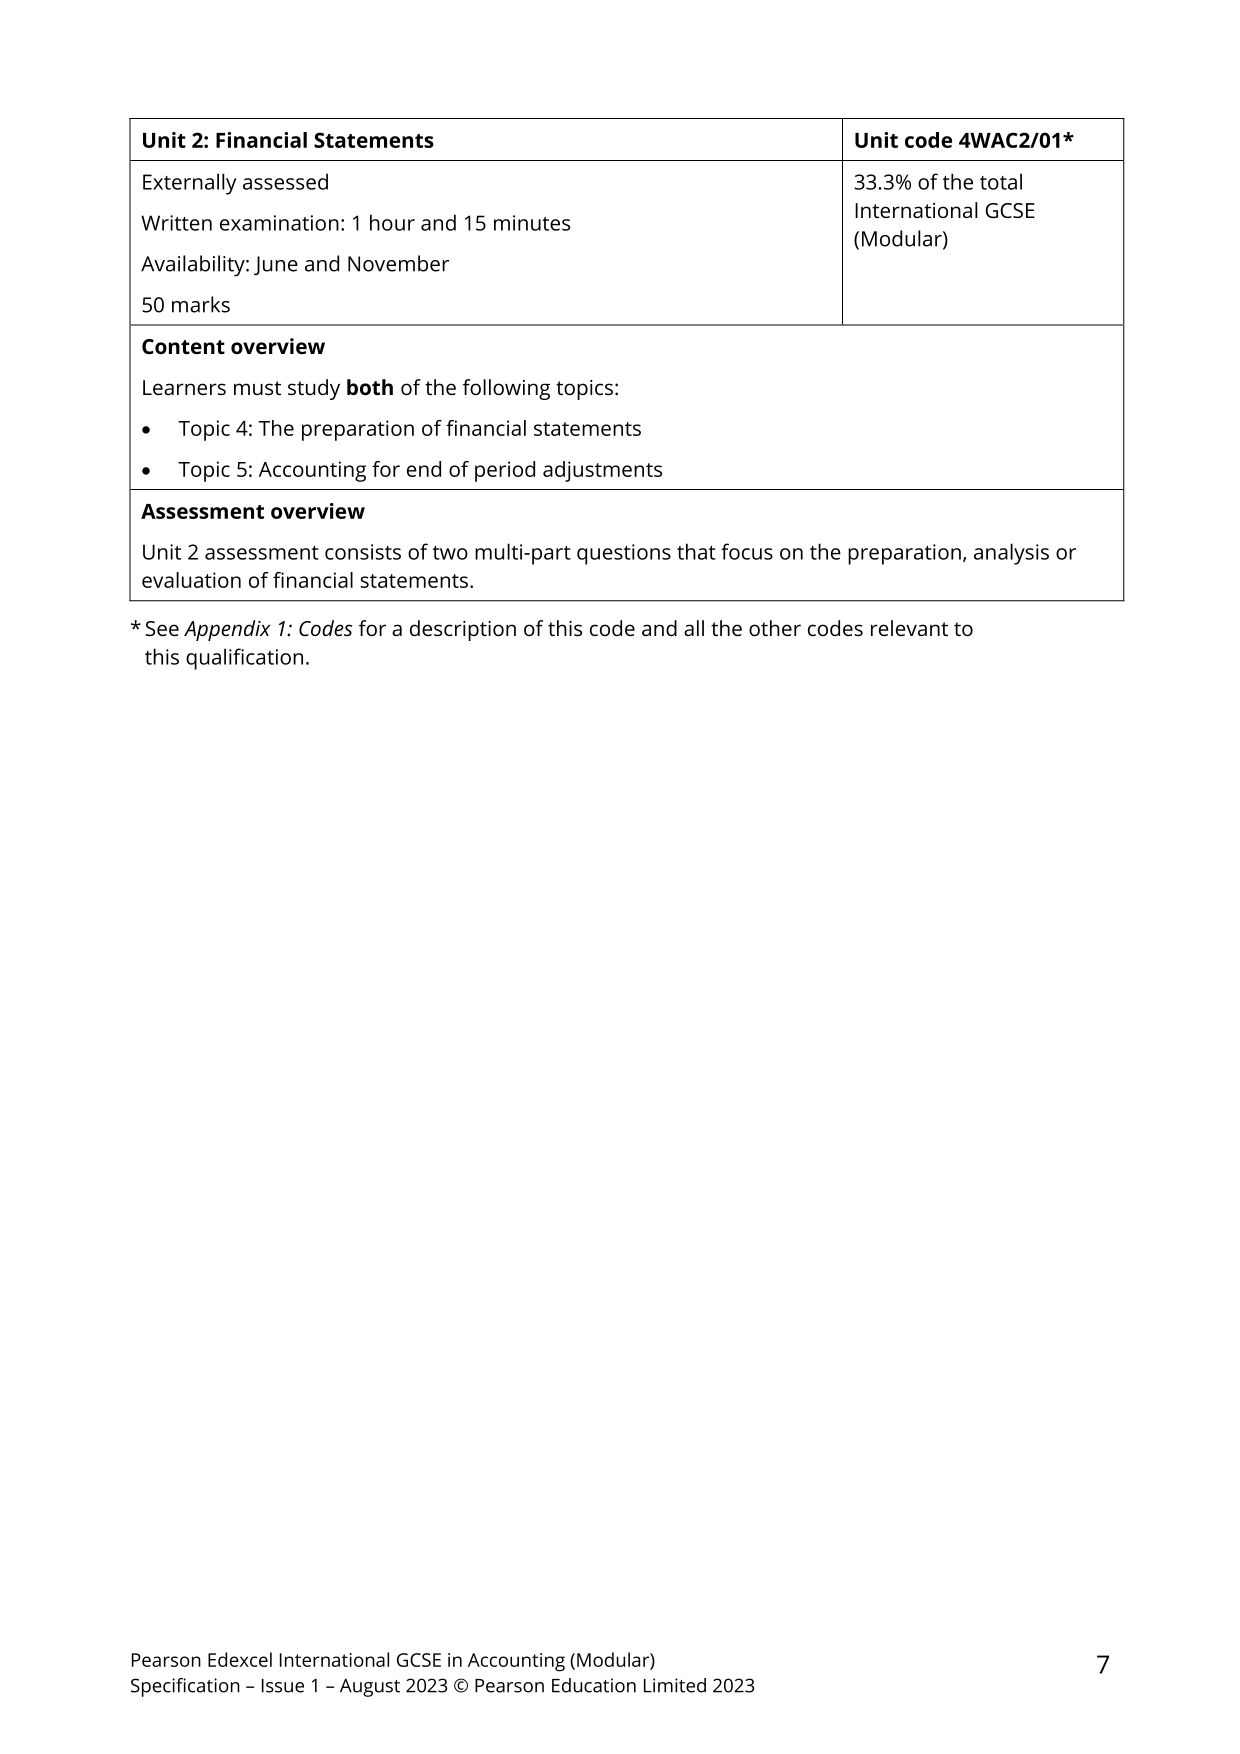 Unit 2: Financial Statements
Unit code 4WAC2/01*
Externally assessed
Written examination: 1 hour and 15 minutes
Availability: June and November
50 marks
33.3% of the total
International GCSE
(Modular)
Content overview
Learners must study both of the following topics:
• Topic 4: The preparation of financial statements
• Topic 5: Accounting for end of period adjustments
Assessment overview
Unit 2 assessment consists of two multi-part questions that focus on the preparation, analysis or
evaluation of financial statements.
* See Appendix 1: Codes for a description of this code and all the other codes relevant to
this qualification.
Pearson Edexcel International GCSE in Accounting (Modular)
Specification – Issue 1 – August 2023 © Pearson Education Limited 2023
7